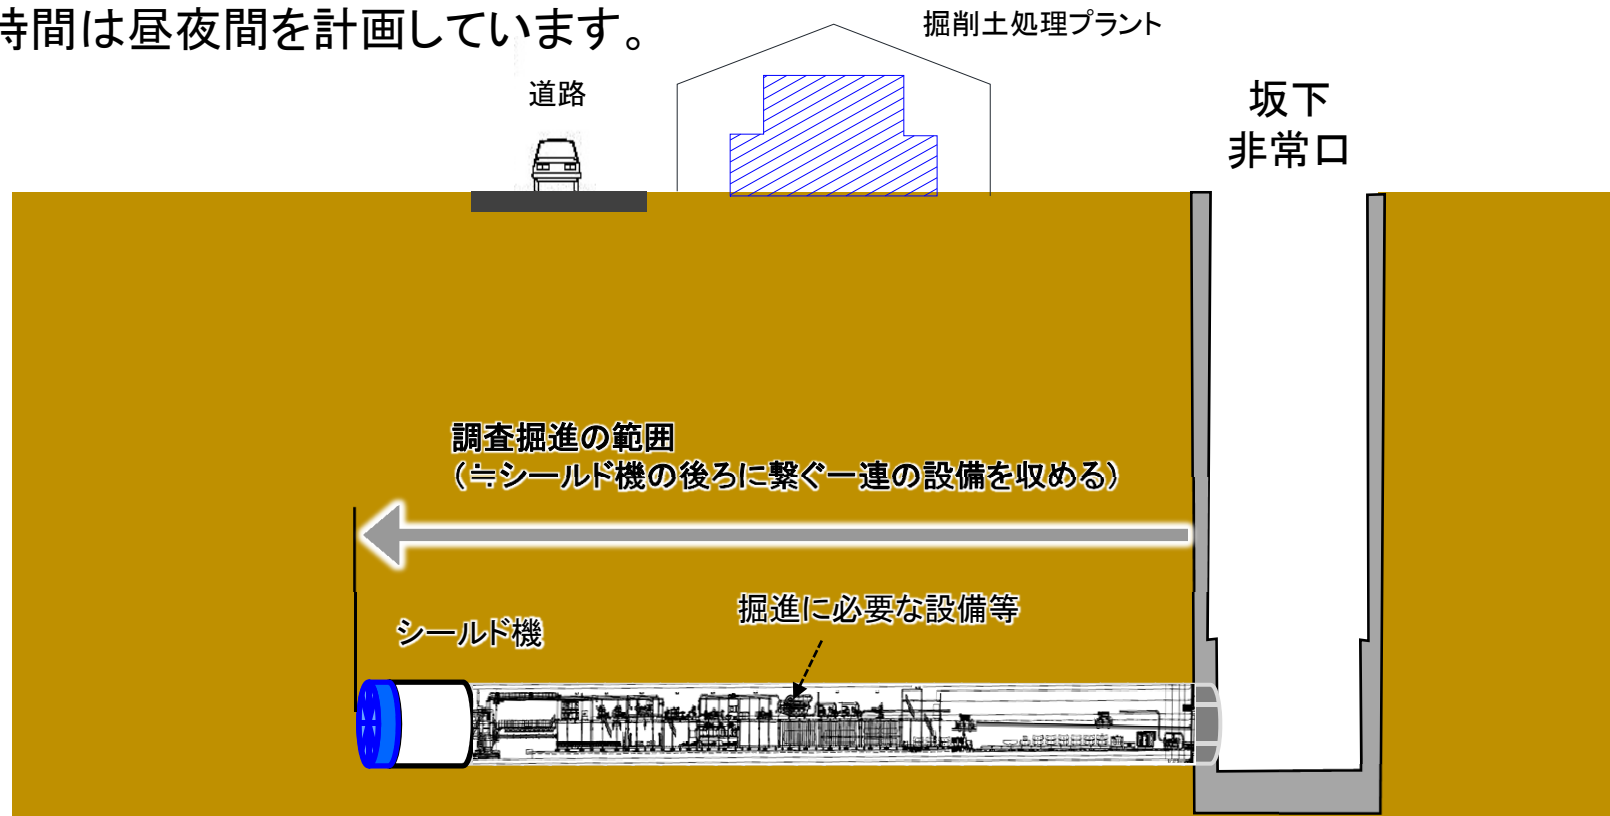 時間は昼夜間を計画しています。
掘削土処理プラント
道路
坂下
非常口
調査掘進の範囲
（≒シールド機の後ろに繋ぐ一連の設備を収める）
掘進に必要な設備等
シールド機